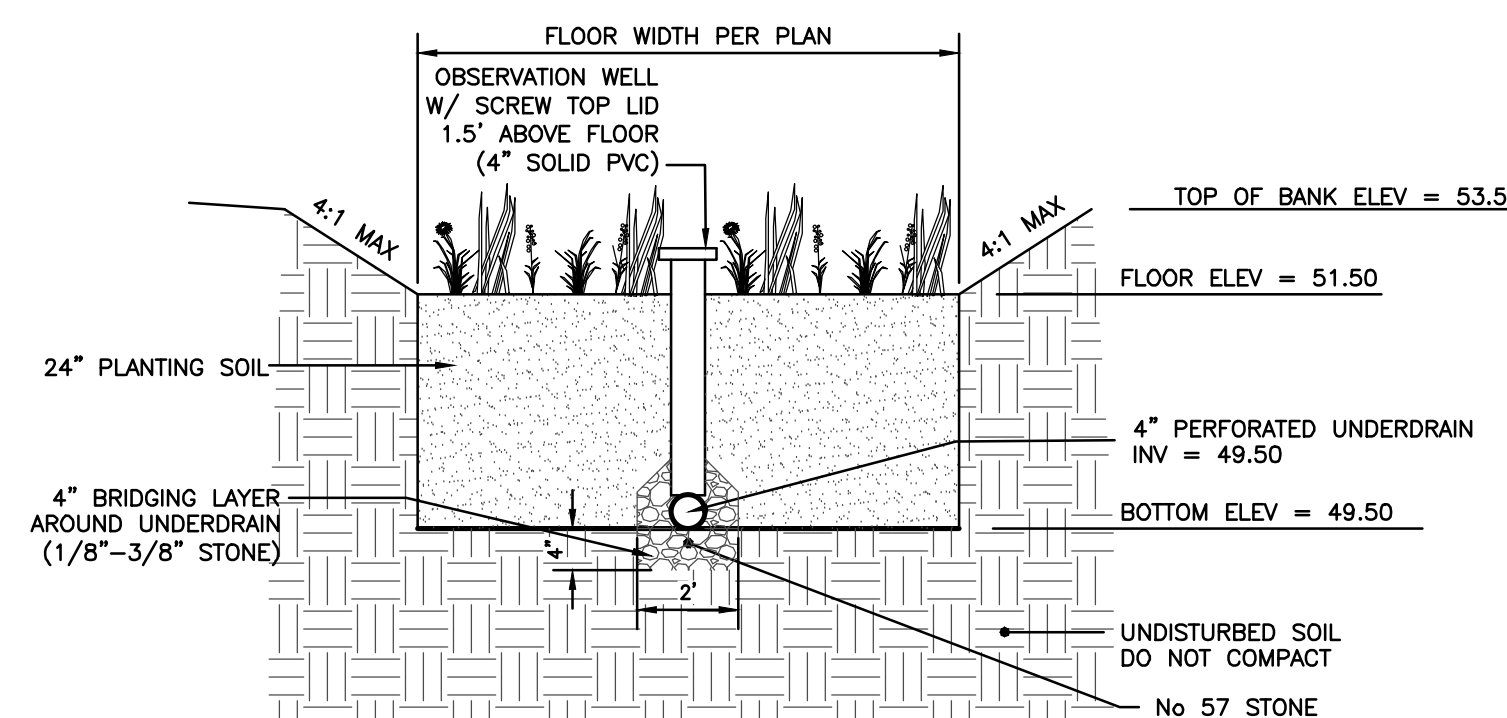 FLOOR WIDTH PER PLAN
OBSERVATION WELL
W/ SCREW TOP LID
1.5' ABOVE FLOOR
(4" SOLID PVC)
4:1 MAX
4:1 MAX
TOP OF BANK ELEV = 53.5
FLOOR ELEV = 51.50
24" PLANTING SOIL
4" PERFORATED UNDERDRAIN
INV = 49.50
4" BRIDGING LAYER
AROUND UNDERDRAIN
(1/8"-3/8" STONE)
BOTTOM ELEV = 49.50
4"
2'
UNDISTURBED SOIL
DO NOT COMPACT
No 57 STONE